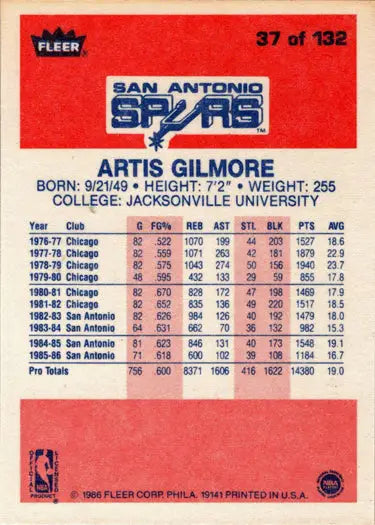 FLEER
37 of 132
SAN ANTONIO
SPURS
TM
ARTIS GILMORE
BORN: 9/21/49 • HEIGHT: 7'2" • WEIGHT: 255
COLLEGE: JACKSONVILLE UNIVERSITY
Year Club G FG% REB AST STL BLK PTS AVG
1976-77 Chicago 82 .522 1070 199 44 203 1527 18.6
1977-78 Chicago 82 .559 1071 263 42 181 1879 22.9
1978-79 Chicago 82 .575 1043 274 50 156 1940 23.7
1979-80 Chicago 48 .595 432 133 29 59 855 17.8
1980-81 Chicago 82 .670 828 172 47 198 1469 17.9
1981-82 Chicago 82 .652 835 136 49 220 1517 18.5
1982-83 San Antonio 82 .626 984 126 40 192 1479 18.0
1983-84 San Antonio 64 .631 662 70 36 132 982 15.3
1984-85 San Antonio 81 .623 846 131 40 173 1548 19.1
1985-86 San Antonio 71 .618 600 102 39 108 1184 16.7
Pro Totals 756 .600 8371 1606 416 1622 14380 19.0
OFFICIAL LICENSED
NBA
PRODUCT
NBA
PLAYERS
© 1986 FLEER CORP. PHILA. 19141 PRINTED IN U.S.A.